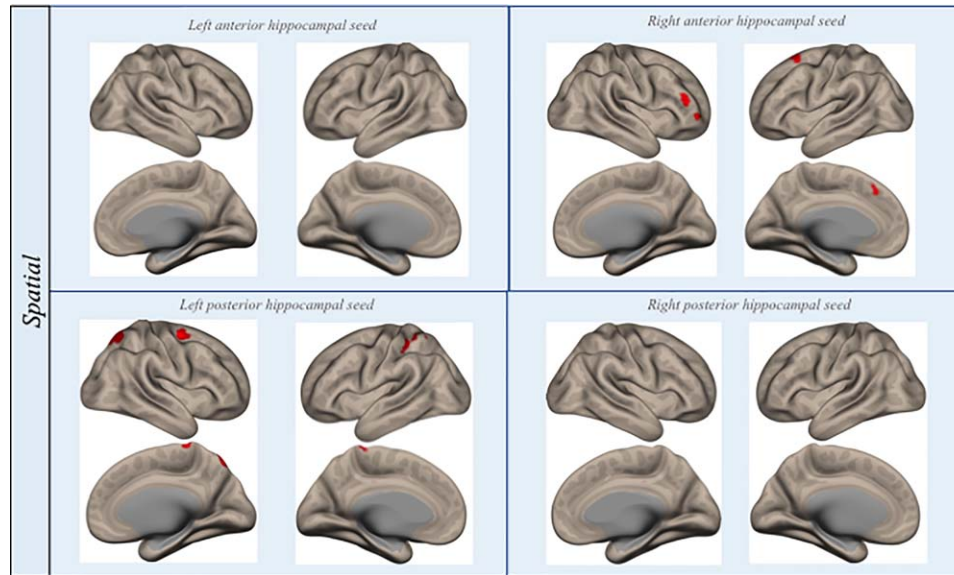 Left anterior hippocampal seed
Right anterior hippocampal seed
Spatial
Left posterior hippocampal seed
Right posterior hippocampal seed